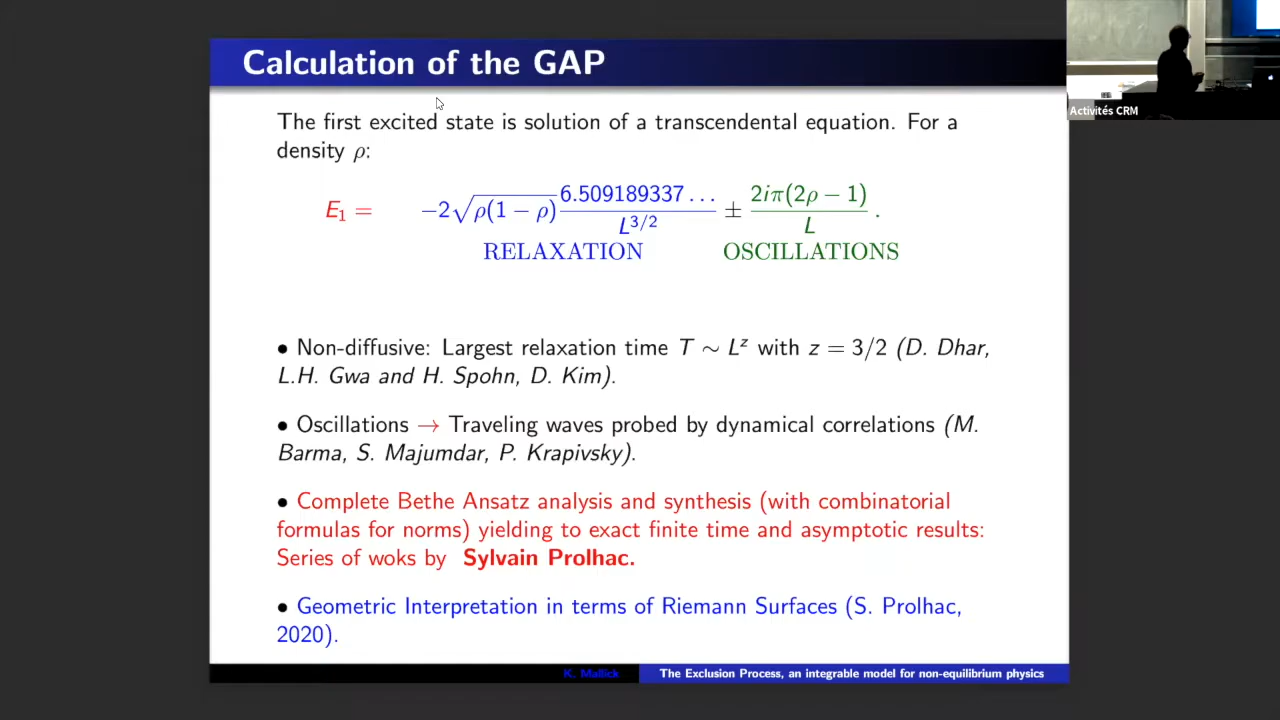 Calculation of the GAP
Activités CRM
The first excited state is solution of a transcendental equation. For a
density ρ:
E₁ = −2√ρ(1 − ρ) 6.509189337... / L^{3/2} ± 2iπ(2ρ − 1) / L .
RELAXATION OSCILLATIONS
• Non-diffusive: Largest relaxation time T ∼ L^z with z = 3/2 (D. Dhar,
L.H. Gwa and H. Spohn, D. Kim).
• Oscillations → Traveling waves probed by dynamical correlations (M.
Barma, S. Majumdar, P. Krapivsky).
• Complete Bethe Ansatz analysis and synthesis (with combinatorial
formulas for norms) yielding to exact finite time and asymptotic results:
Series of woks by Sylvain Prolhac.
• Geometric Interpretation in terms of Riemann Surfaces (S. Prolhac,
2020).
K. Mallick The Exclusion Process, an integrable model for non-equilibrium physics